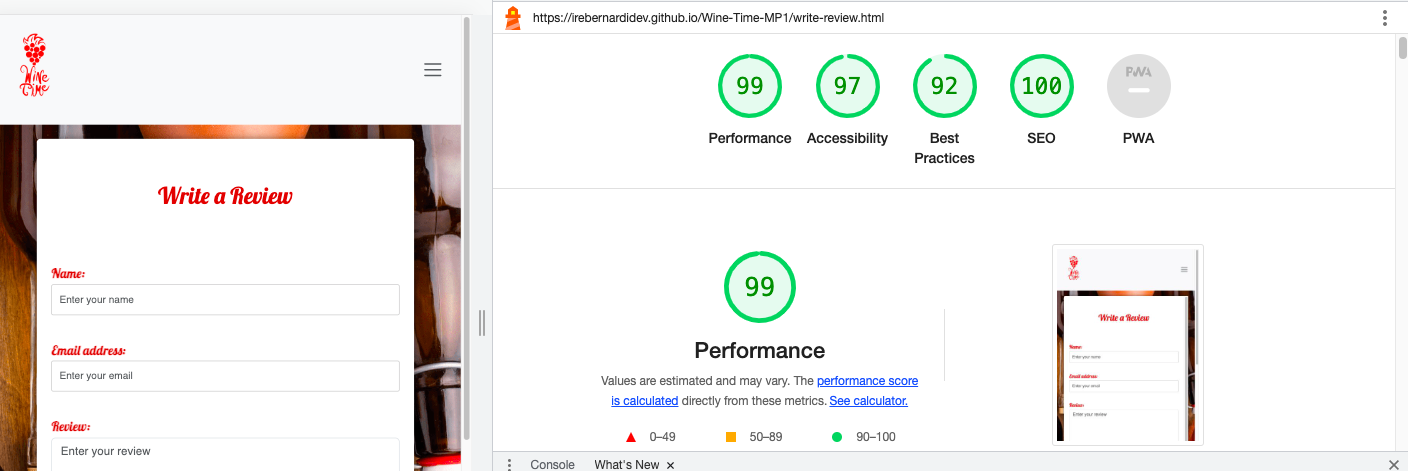 Wine
Time
Write a Review
Name:
Enter your name
Email address:
Enter your email
Review:
Enter your review
https://irebernardidev.github.io/Wine-Time-MP1/write-review.html
99
97
92
100
PWA
Performance
Accessibility
Best
Practices
SEO
PWA
99
Performance
Values are estimated and may vary. The performance score
is calculated directly from these metrics. See calculator.
0–49
50–89
90–100
Wine
Time
Write a Review
Name:
Enter your name
Email address:
Enter your email
Review:
Enter your review
Console
What's New